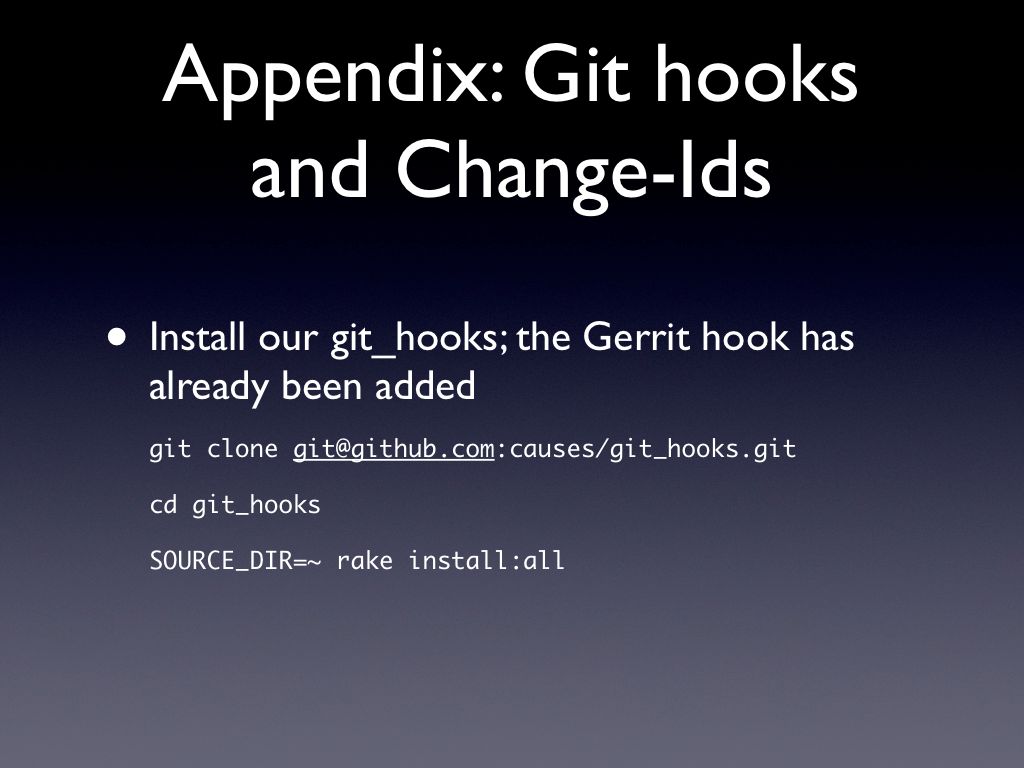 Appendix: Git hooks
and Change-Ids
• Install our git_hooks; the Gerrit hook has
already been added
git clone git@github.com:causes/git_hooks.git
cd git_hooks
SOURCE_DIR=~ rake install:all